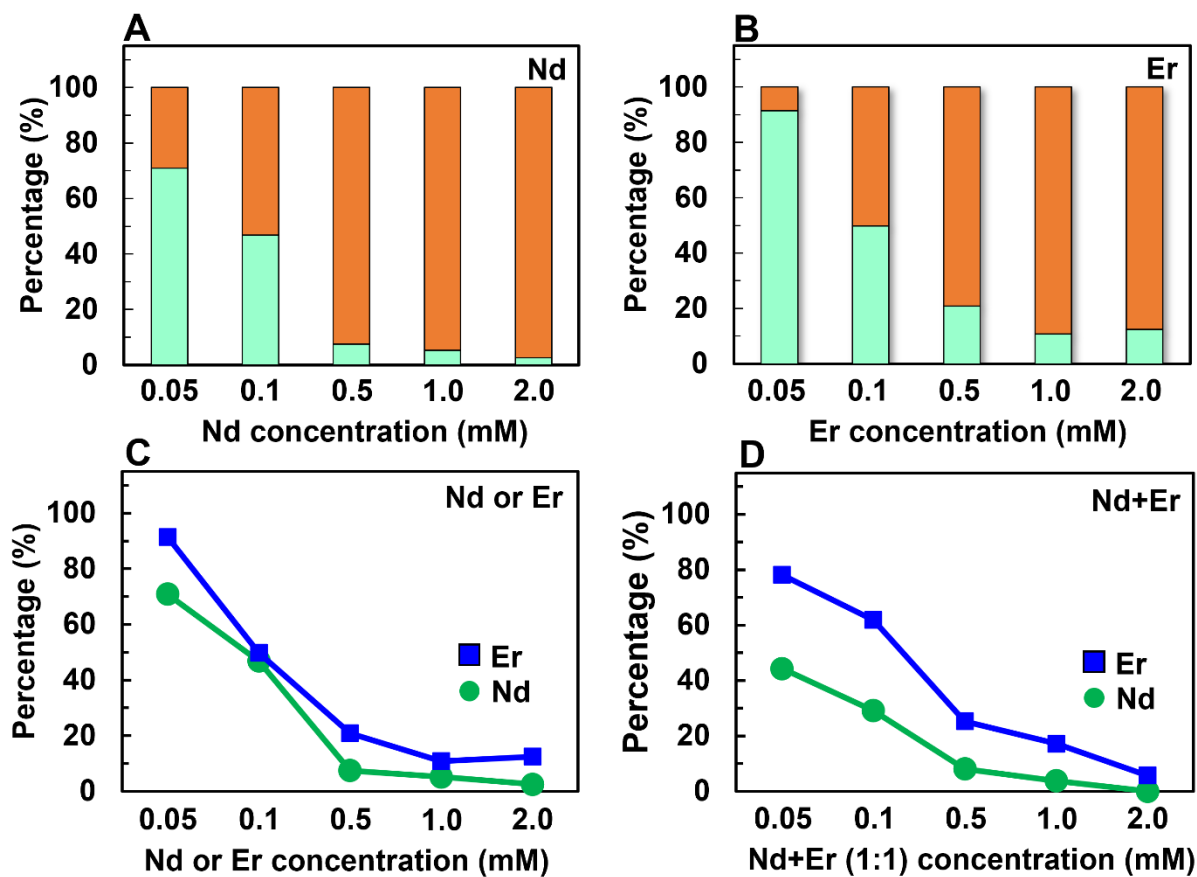 A
Nd
Percentage (%)
100
80
60
40
20
0
0.05 0.1 0.5 1.0 2.0
Nd concentration (mM)
B
Er
Percentage (%)
100
80
60
40
20
0
0.05 0.1 0.5 1.0 2.0
Er concentration (mM)
C
Nd or Er
Percentage (%)
100
80
60
40
20
0
Er
Nd
0.05 0.1 0.5 1.0 2.0
Nd or Er concentration (mM)
D
Nd+Er
Percentage (%)
100
80
60
40
20
0
Er
Nd
0.05 0.1 0.5 1.0 2.0
Nd+Er (1:1) concentration (mM)